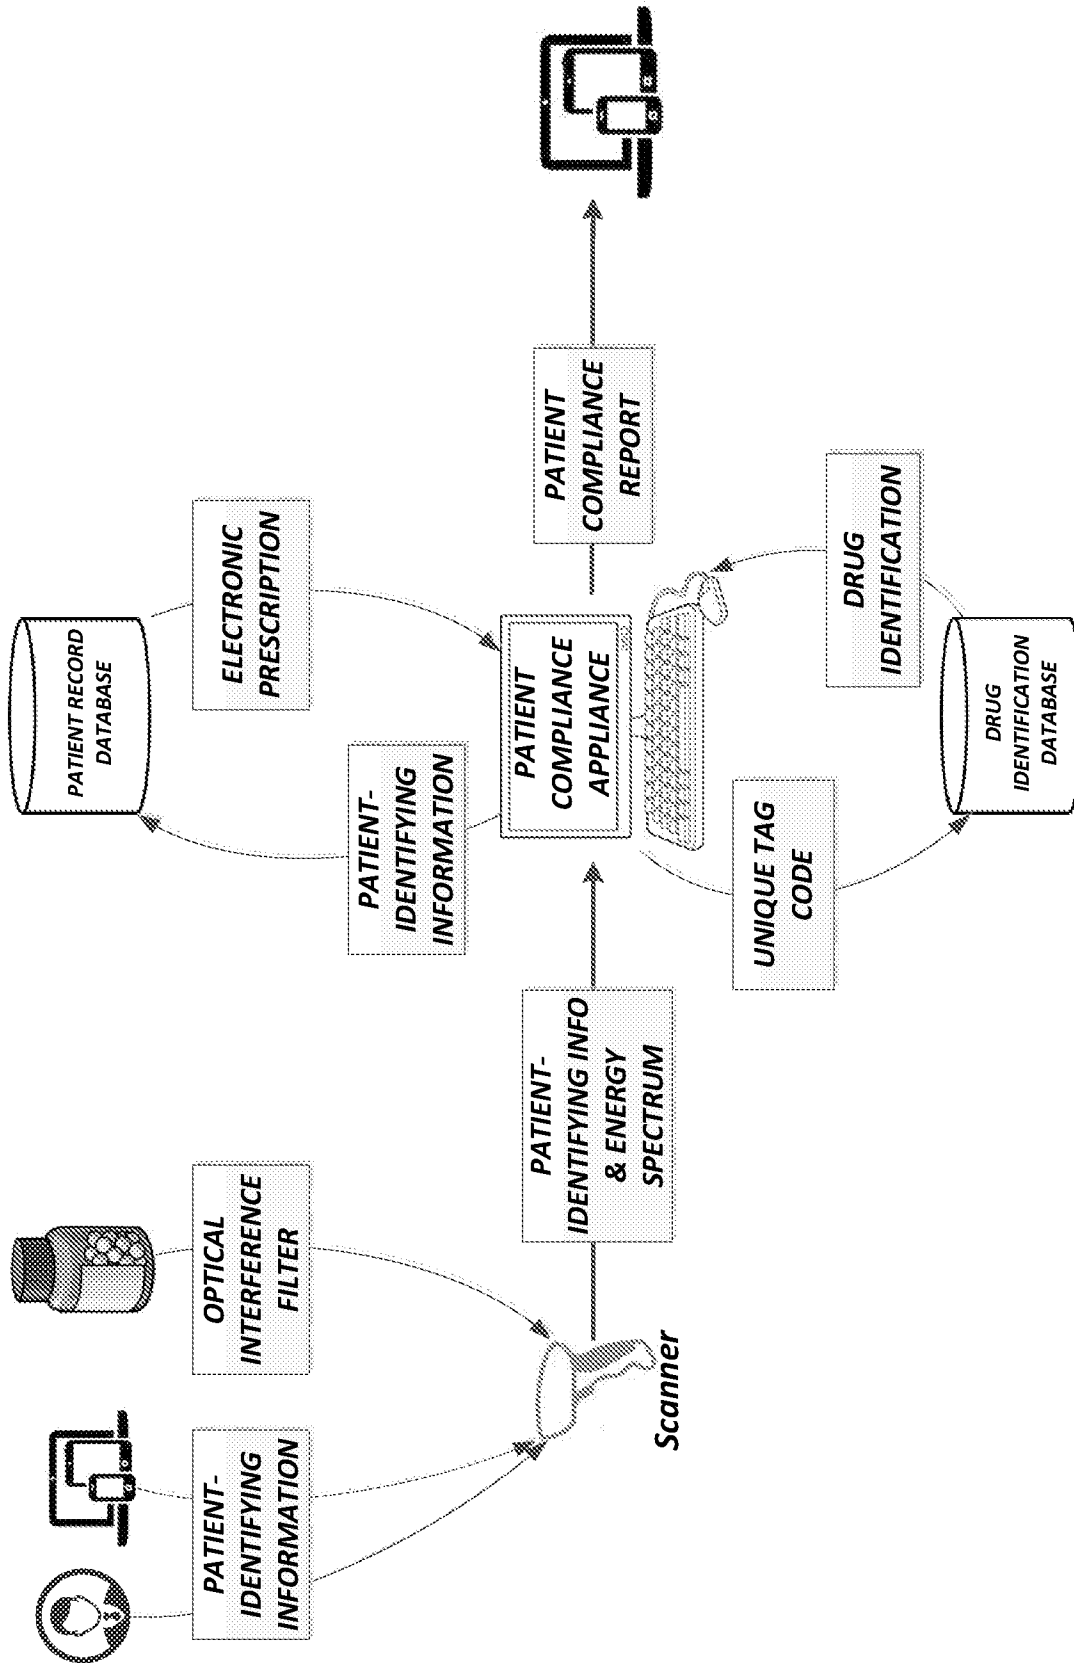 PATIENT-
IDENTIFYING
INFORMATION
OPTICAL
INTERFERENCE
FILTER
Scanner
PATIENT-
IDENTIFYING INFO
& ENERGY
SPECTRUM
PATIENT RECORD
DATABASE
PATIENT-
IDENTIFYING
INFORMATION
ELECTRONIC
PRESCRIPTION
PATIENT
COMPLIANCE
APPLIANCE
UNIQUE TAG
CODE
DRUG
IDENTIFICATION
DRUG
IDENTIFICATION
DATABASE
PATIENT
COMPLIANCE
REPORT